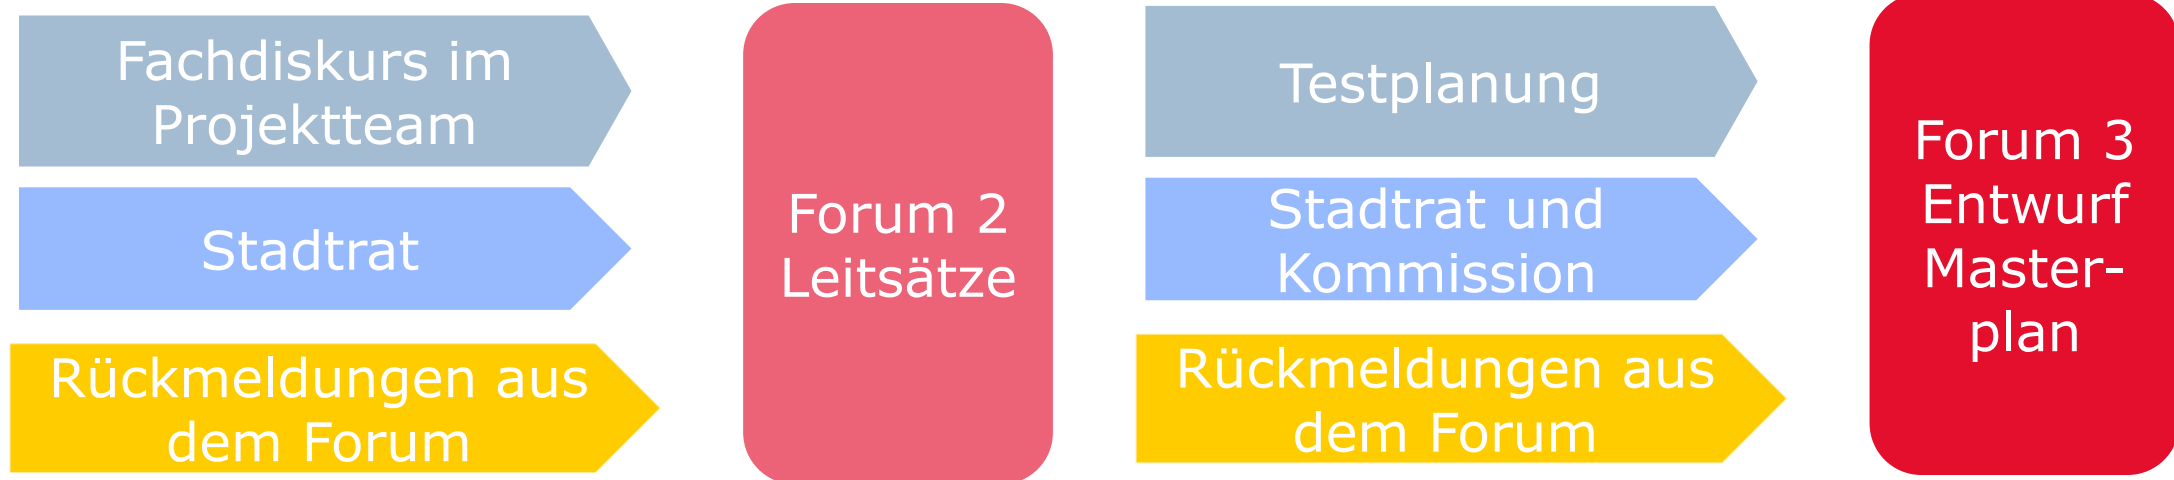 Fachdiskurs im
Projektteam
Stadtrat
Rückmeldungen aus
dem Forum
Forum 2
Leitsätze
Testplanung
Stadtrat und
Kommission
Rückmeldungen aus
dem Forum
Forum 3
Entwurf
Master-
plan